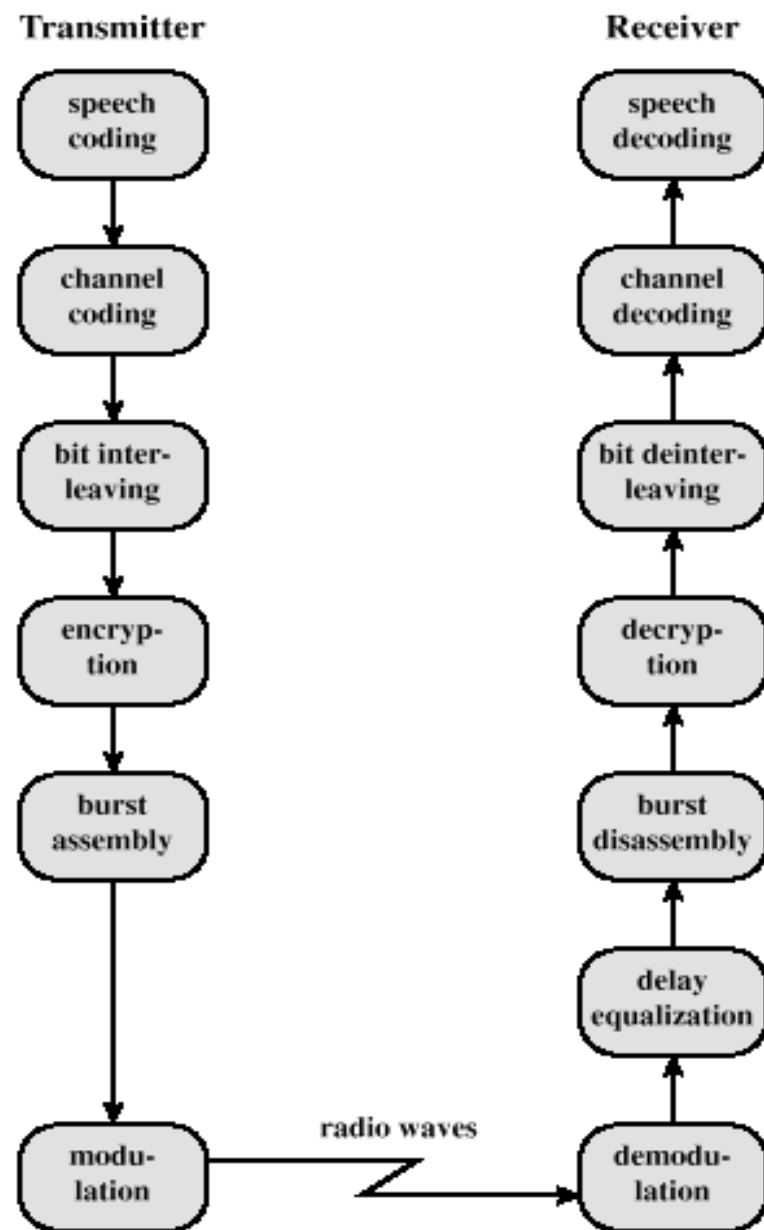 Transmitter
speech
coding
channel
coding
bit inter-
leaving
encryp-
tion
burst
assembly
modu-
lation
radio waves
Receiver
speech
decoding
channel
decoding
bit deinter-
leaving
decryp-
tion
burst
disassembly
delay
equalization
demodu-
lation